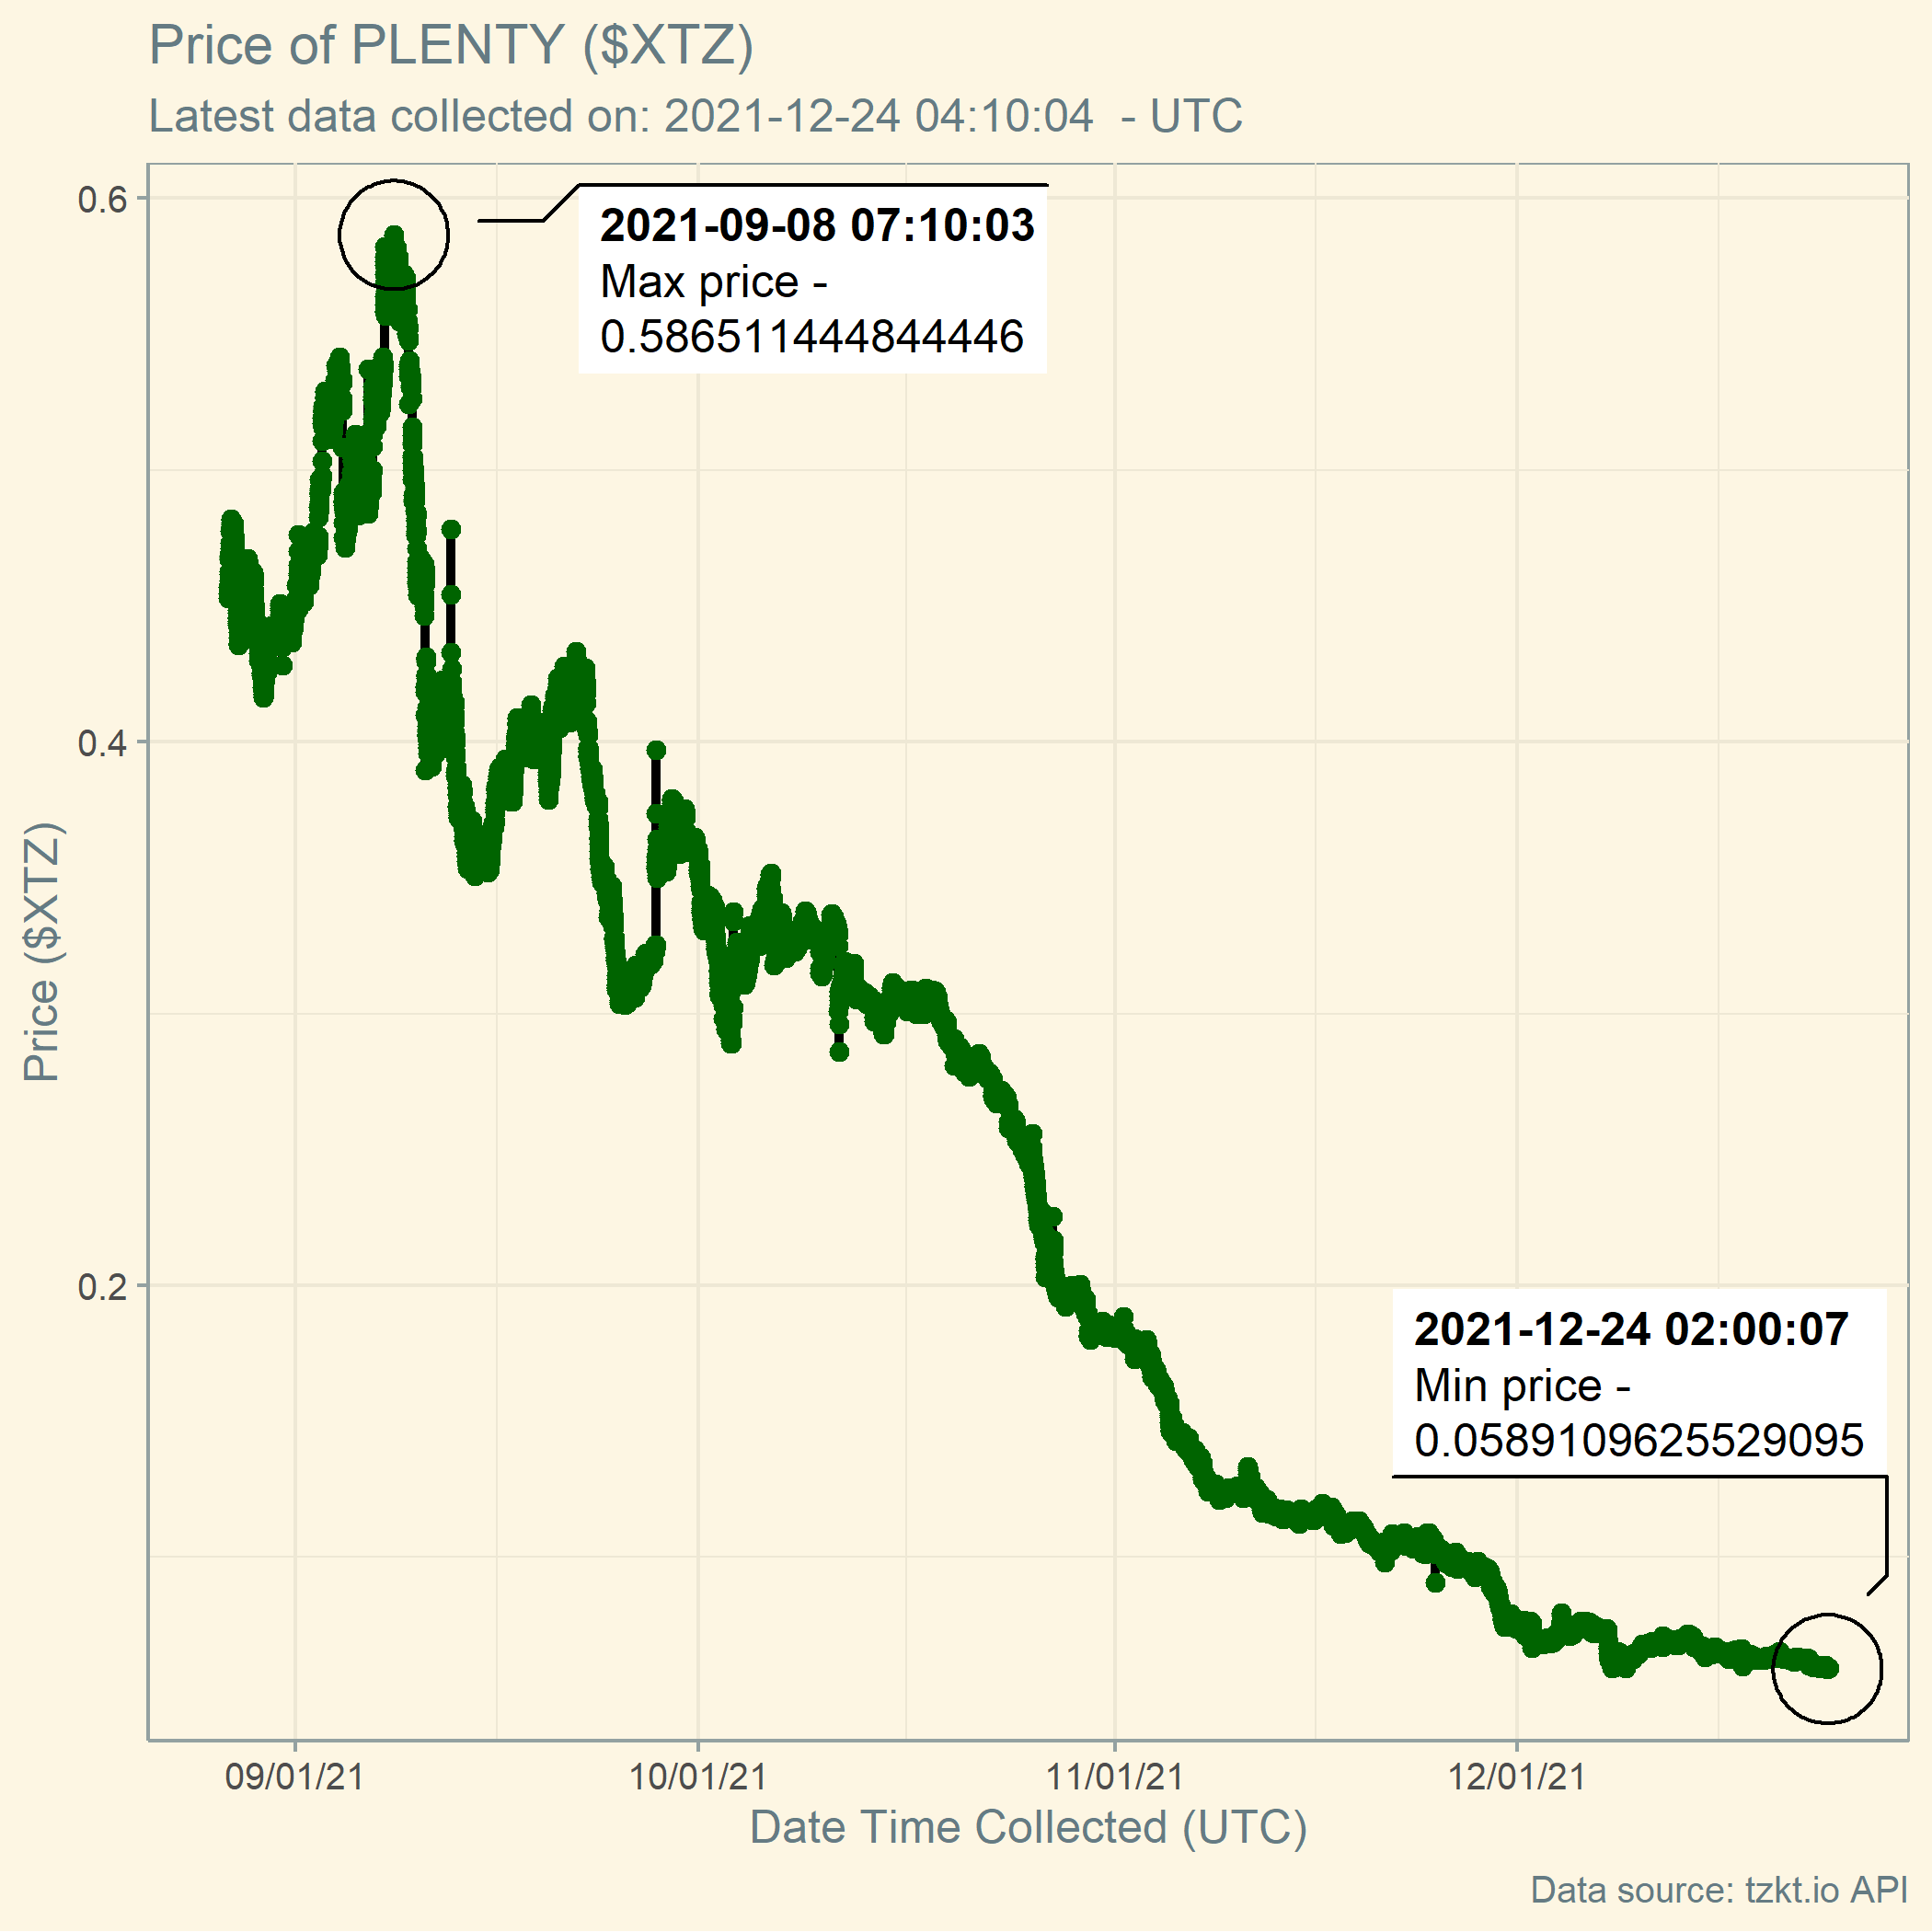 Price of PLENTY ($XTZ)
Latest data collected on: 2021-12-24 04:10:04  - UTC
0.6
0.4
0.2
Price ($XTZ)
2021-09-08 07:10:03
Max price -
0.586511444844446
2021-12-24 02:00:07
Min price -
0.0589109625529095
09/01/21
10/01/21
11/01/21
12/01/21
Date Time Collected (UTC)
Data source: tzkt.io API